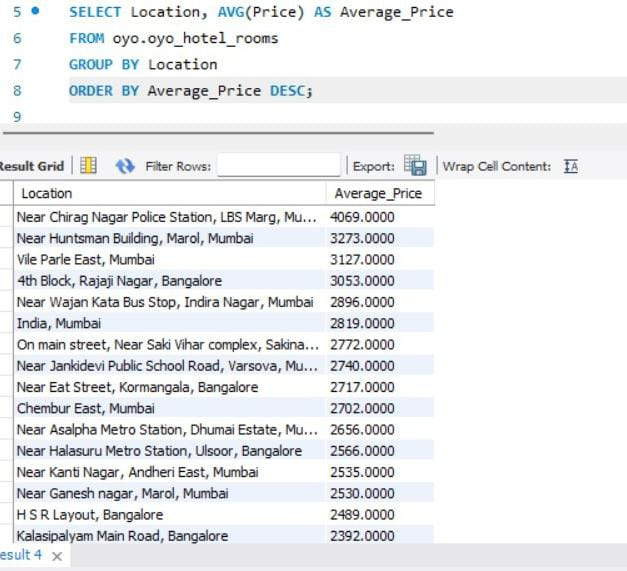 5 SELECT Location, AVG(Price) AS Average_Price
6 FROM oyo.oyo_hotel_rooms
7 GROUP BY Location
8 ORDER BY Average_Price DESC;
9
Result Grid Filter Rows: Export: Wrap Cell Content: IA
Location Average_Price
Near Chirag Nagar Police Station, LBS Marg, Mu... 4069.0000
Near Huntsman Building, Marol, Mumbai 3273.0000
Vile Parle East, Mumbai 3127.0000
4th Block, Rajaji Nagar, Bangalore 3053.0000
Near Wajan Kata Bus Stop, Indira Nagar, Mumbai 2896.0000
India, Mumbai 2819.0000
On main street, Near Saki Vihar complex, Sakina... 2772.0000
Near Jankidevi Public School Road, Varsova, Mu... 2740.0000
Near Eat Street, Kormangala, Bangalore 2717.0000
Chembur East, Mumbai 2702.0000
Near Asalpha Metro Station, Dhumai Estate, Mu... 2656.0000
Near Halasuru Metro Station, Ulsoor, Bangalore 2566.0000
Near Kanti Nagar, Andheri East, Mumbai 2535.0000
Near Ganesh nagar, Marol, Mumbai 2530.0000
H S R Layout, Bangalore 2489.0000
Kalasipalyam Main Road, Bangalore 2392.0000
esult 4 ×